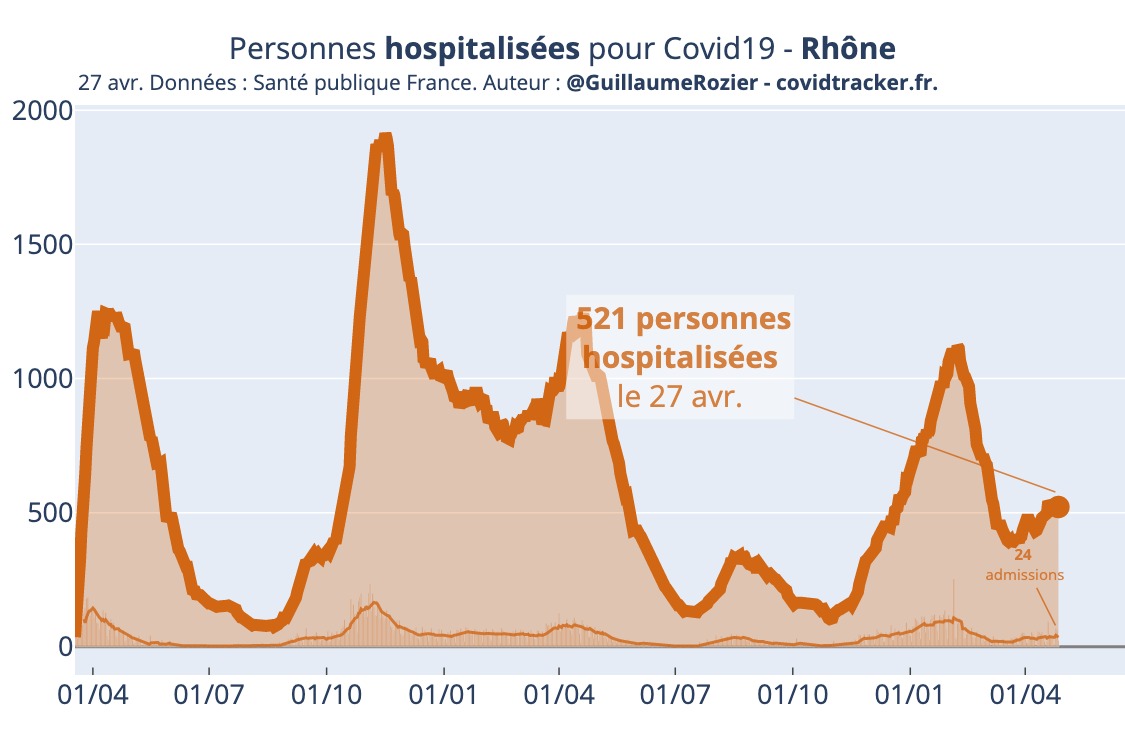 Personnes hospitalisées pour Covid19 - Rhône
27 avr. Données : Santé publique France. Auteur : @GuillaumeRozier - covidtracker.fr.
2000
1500
1000
500
0
521 personnes
hospitalisées
le 27 avr.
24
admissions
01/04
01/07
01/10
01/01
01/04
01/07
01/10
01/01
01/04